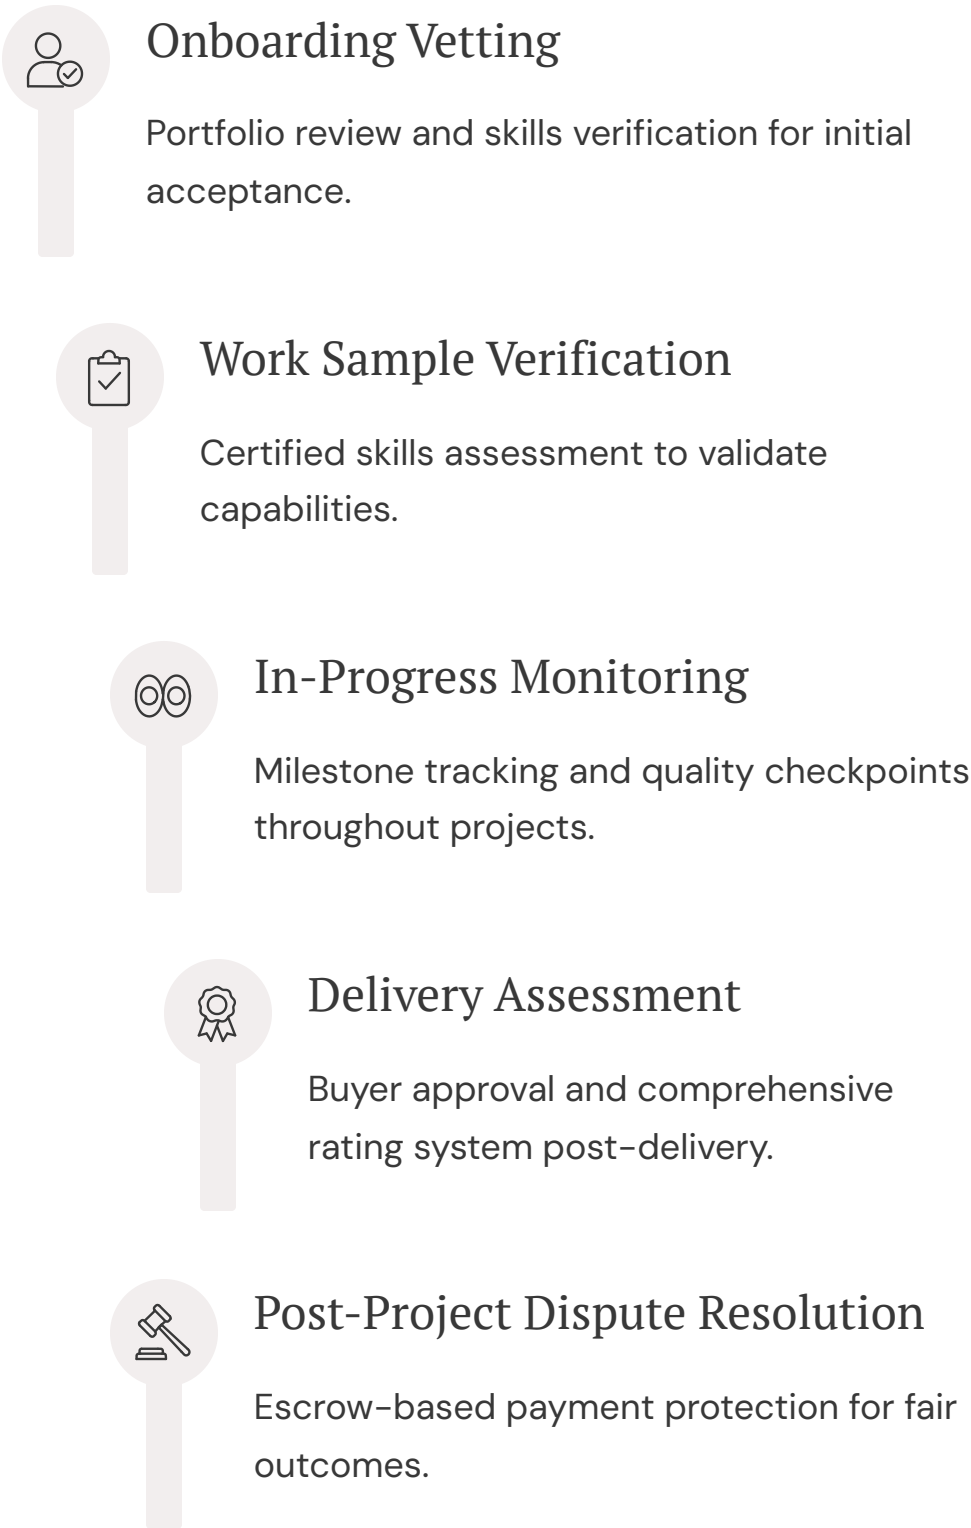 Onboarding Vetting
Portfolio review and skills verification for initial
acceptance.
Work Sample Verification
Certified skills assessment to validate
capabilities.
In-Progress Monitoring
Milestone tracking and quality checkpoints
throughout projects.
Delivery Assessment
Buyer approval and comprehensive
rating system post-delivery.
Post-Project Dispute Resolution
Escrow-based payment protection for fair
outcomes.